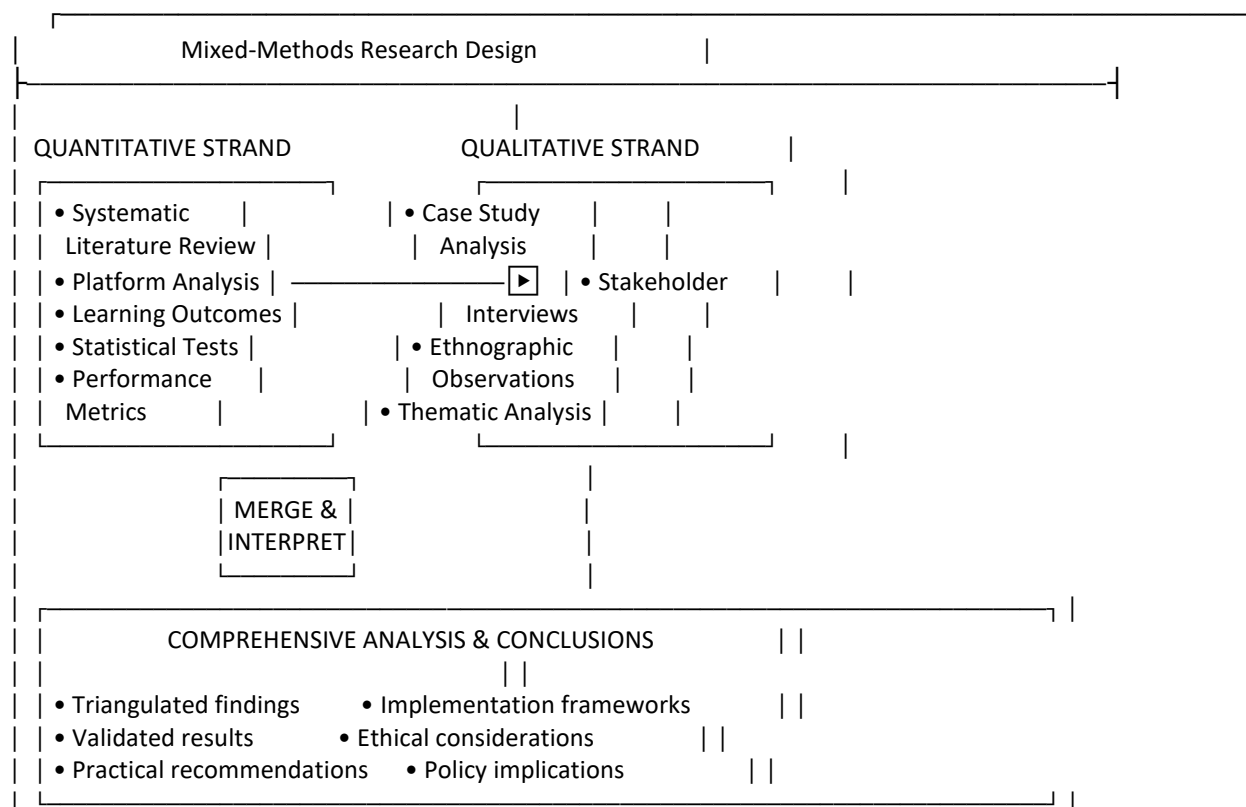 Mixed-Methods Research Design
QUANTITATIVE STRAND QUALITATIVE STRAND
• Systematic • Case Study
Literature Review Analysis
• Platform Analysis • Stakeholder
• Learning Outcomes Interviews
• Statistical Tests • Ethnographic
• Performance Observations
Metrics • Thematic Analysis
MERGE &
INTERPRET
COMPREHENSIVE ANALYSIS & CONCLUSIONS
• Triangulated findings • Implementation frameworks
• Validated results • Ethical considerations
• Practical recommendations • Policy implications